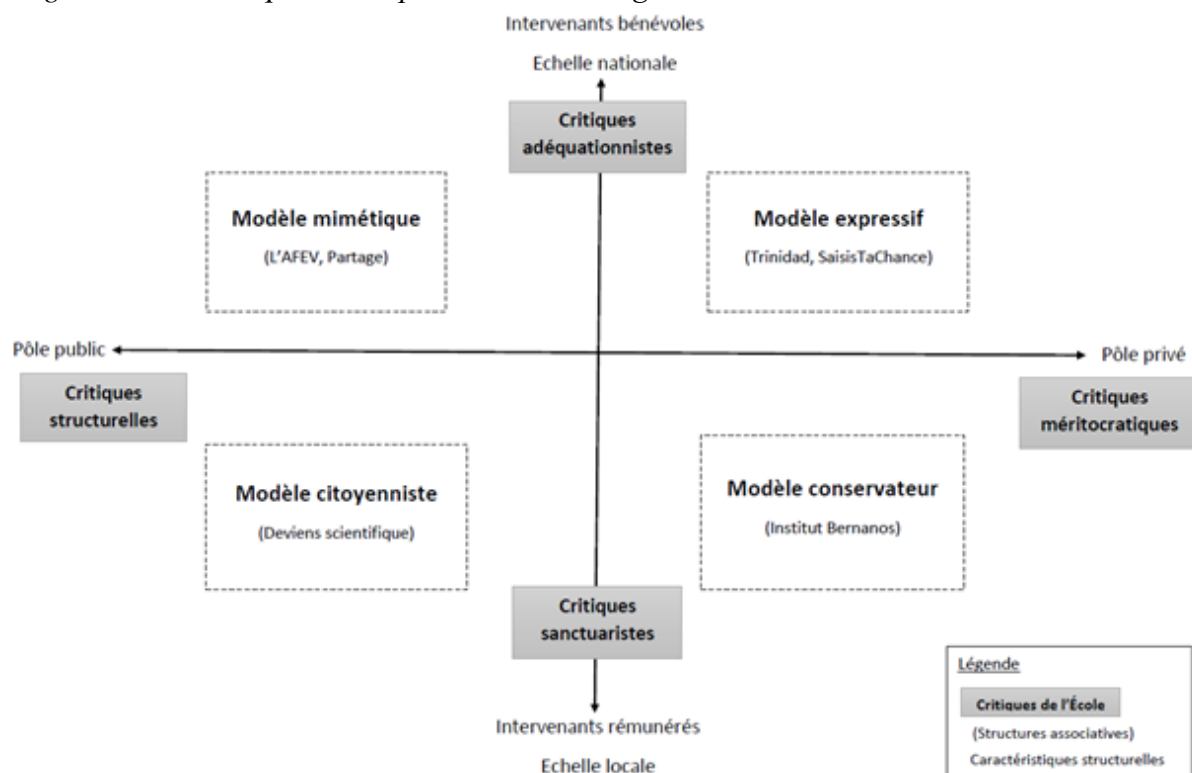 Intervenants bénévoles
Echelle nationale
Critiques
adéquationnistes
Modèle mimétique
(L'AFEV, Partage)
Modèle expressif
(Trinidad, SaisisTaChance)
Pôle public
Pôle privé
Critiques
structurelles
Critiques
méritocratiques
Modèle citoyenniste
(Deviens scientifique)
Modèle conservateur
(Institut Bernanos)
Critiques
sanctuaristes
Intervenants rémunérés
Echelle locale
Légende
Critiques de l'École
(Structures associatives)
Caractéristiques structurelles